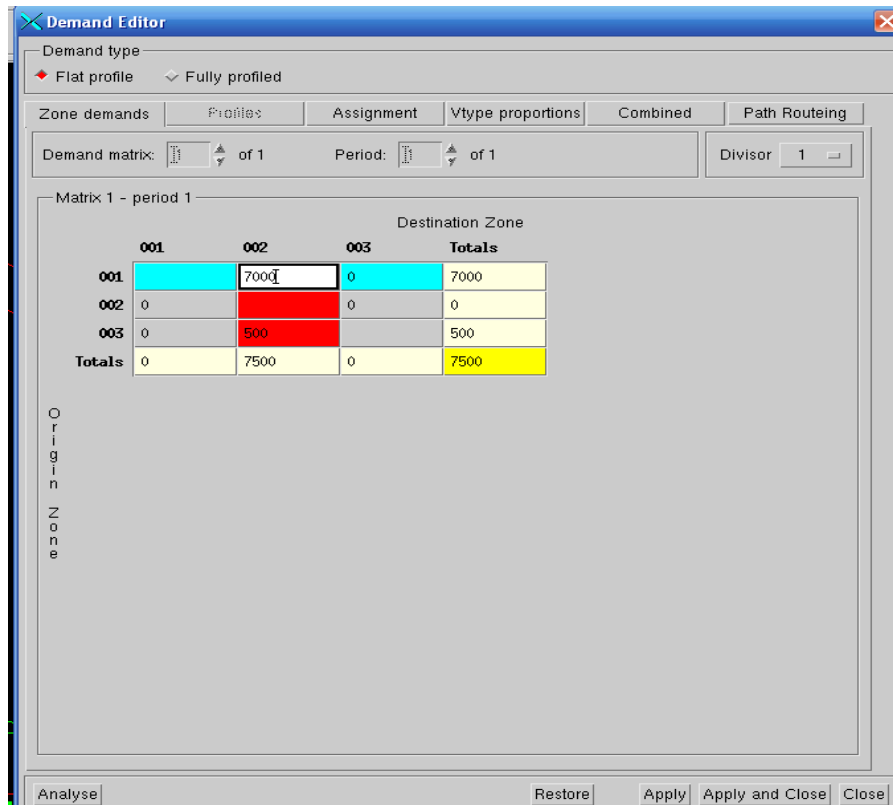 Demand Editor
Demand type
Flat profile Fully profiled
Zone demands Profiles Assignment Vtype proportions Combined Path Routeing
Demand matrix: 1 of 1 Period: 1 of 1 Divisor 1
Matrix 1 - period 1
Destination Zone
001 002 003 Totals
001 7000 0 7000
002 0 0 0
003 0 500 500
Totals 0 7500 0 7500
Origin Zone
Analyse Restore Apply Apply and Close Close